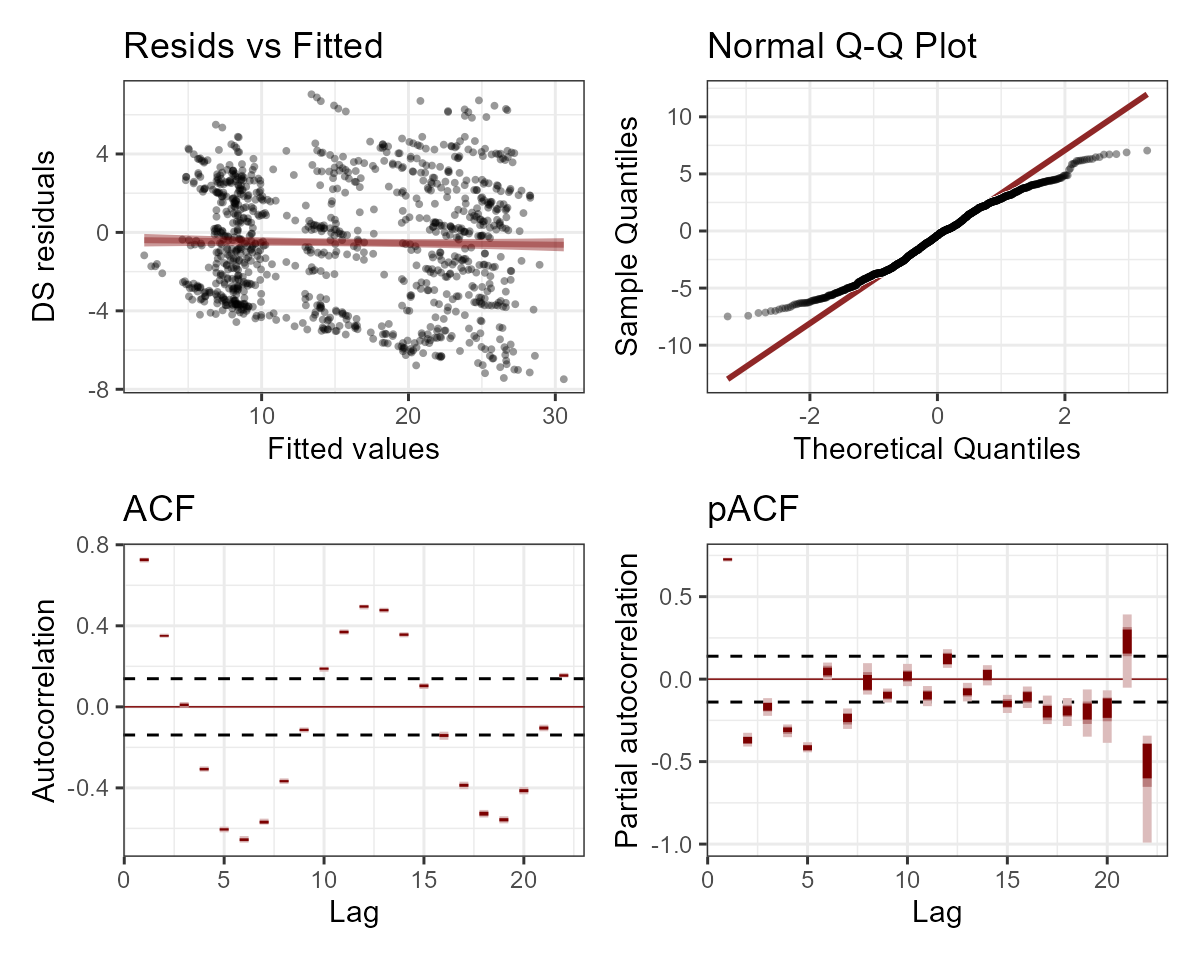 Resids vs Fitted
DS residuals
4
0
-4
-8
10
20
30
Fitted values
Normal Q-Q Plot
Sample Quantiles
10
5
0
-5
-10
-2
0
2
Theoretical Quantiles
ACF
Autocorrelation
0.8
0.4
0.0
-0.4
0
5
10
15
20
Lag
pACF
Partial autocorrelation
0.5
0.0
-0.5
-1.0
0
5
10
15
20
Lag